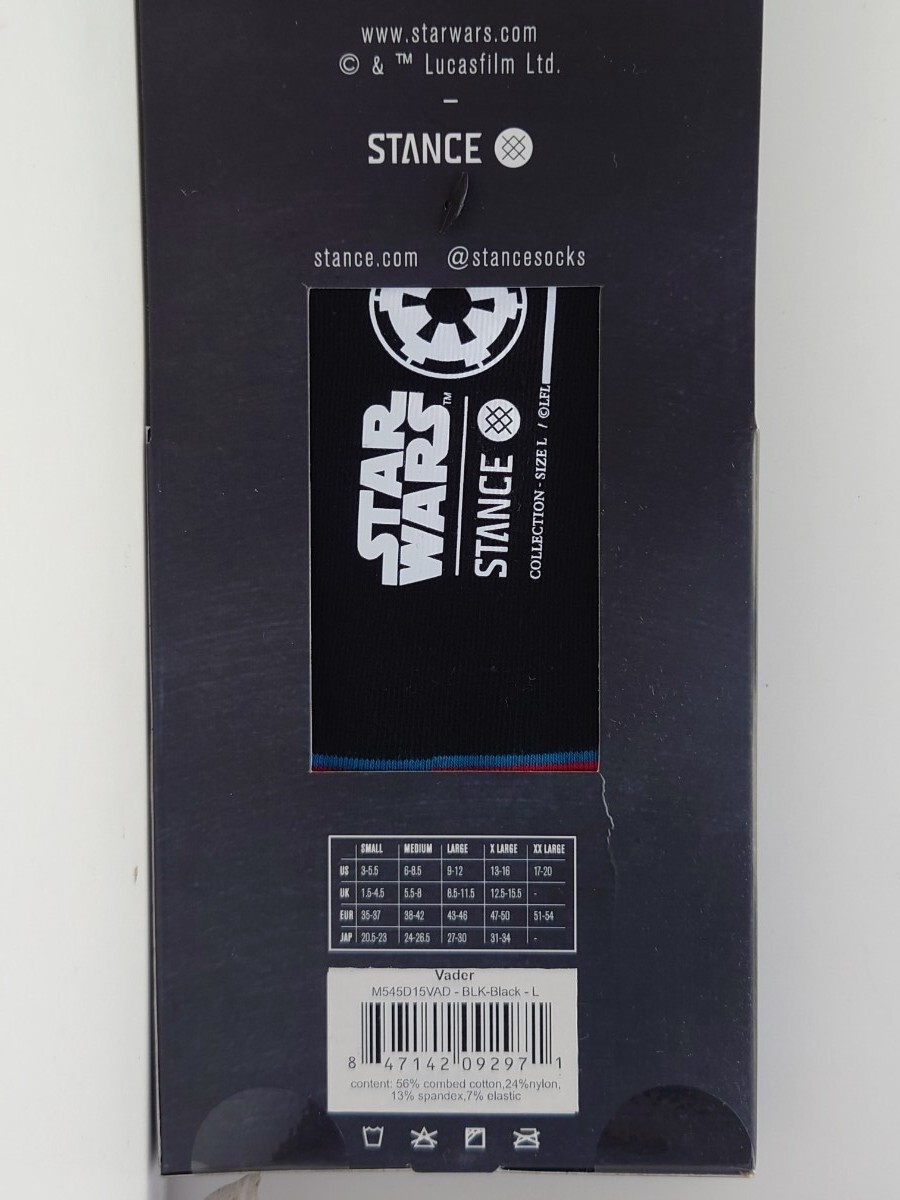 www.starwars.com
© & ™ Lucasfilm Ltd.
–
STANCE
stance.com @stancesocks
STAR
WARS™
STANCE
COLLECTION - SIZE L / ©LFL
SMALL MEDIUM LARGE X LARGE XX LARGE
US 3-5.5 6-8.5 9-12 13-16 17-20
UK 1.5-4.5 5.5-8 8.5-11.5 12.5-15.5 -
EUR 35-37 38-42 43-46 47-50 51-54
JAP 20.5-23 24-26.5 27-30 31-34 -
Vader
M545D15VAD - BLK-Black - L
8 47142 09297 1
content: 56% combed cotton,24%nylon,
13% spandex,7% elastic